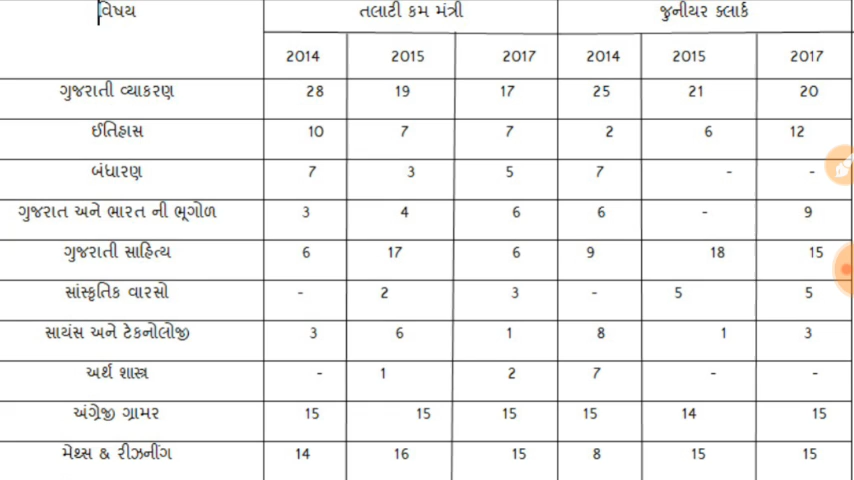 વિષય તલાટી કમ મંત્રી જુનીયર ક્લાર્ક
2014 2015 2017 2014 2015 2017
ગુજરાતી વ્યાકરણ 28 19 17 25 21 20
ઈતિહાસ 10 7 7 2 6 12
બંધારણ 7 3 5 7 - -
ગુજરાત અને ભારત ની ભૂગોળ 3 4 6 6 - 9
ગુજરાતી સાહિત્ય 6 17 6 9 18 15
સાંસ્કૃતિક વારસો - 2 3 - 5 5
સાયંસ અને ટેકનોલોજી 3 6 1 8 1 3
અર્થ શાસ્ત્ર - 1 2 7 - -
અંગ્રેજી ગ્રામર 15 15 15 15 14 15
મેથ્સ & રીઝનીંગ 14 16 15 8 15 15